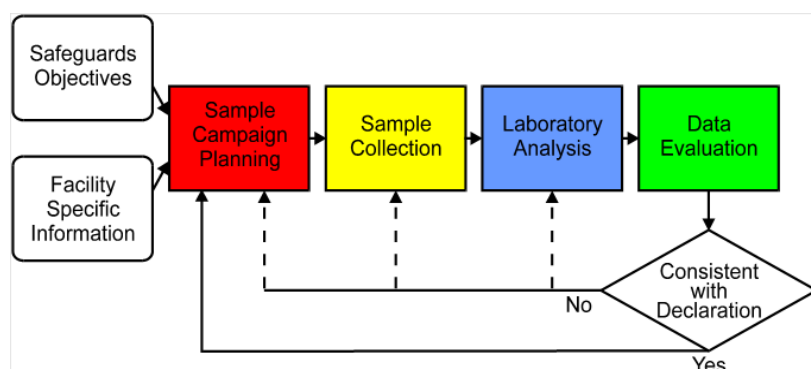 Safeguards
Objectives
Facility
Specific
Information
Sample
Campaign
Planning
Sample
Collection
Laboratory
Analysis
Data
Evaluation
Consistent
with
Declaration
No
Yes